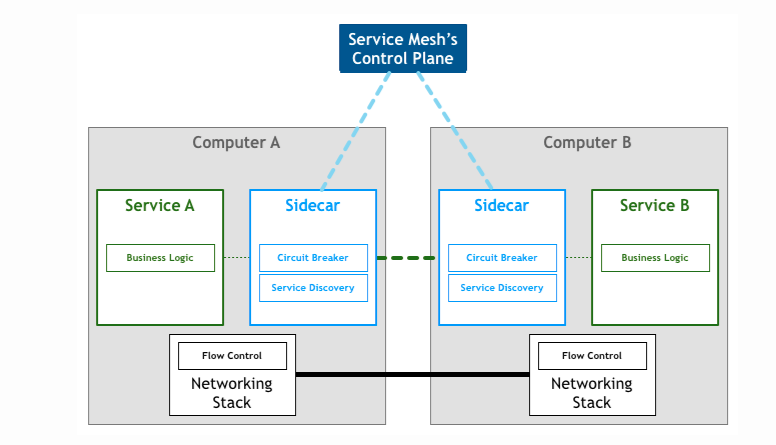 Service Mesh's
Control Plane
Computer A
Computer B
Service A
Sidecar
Sidecar
Service B
Business Logic
Circuit Breaker
Circuit Breaker
Business Logic
Service Discovery
Service Discovery
Flow Control
Flow Control
Networking
Stack
Networking
Stack